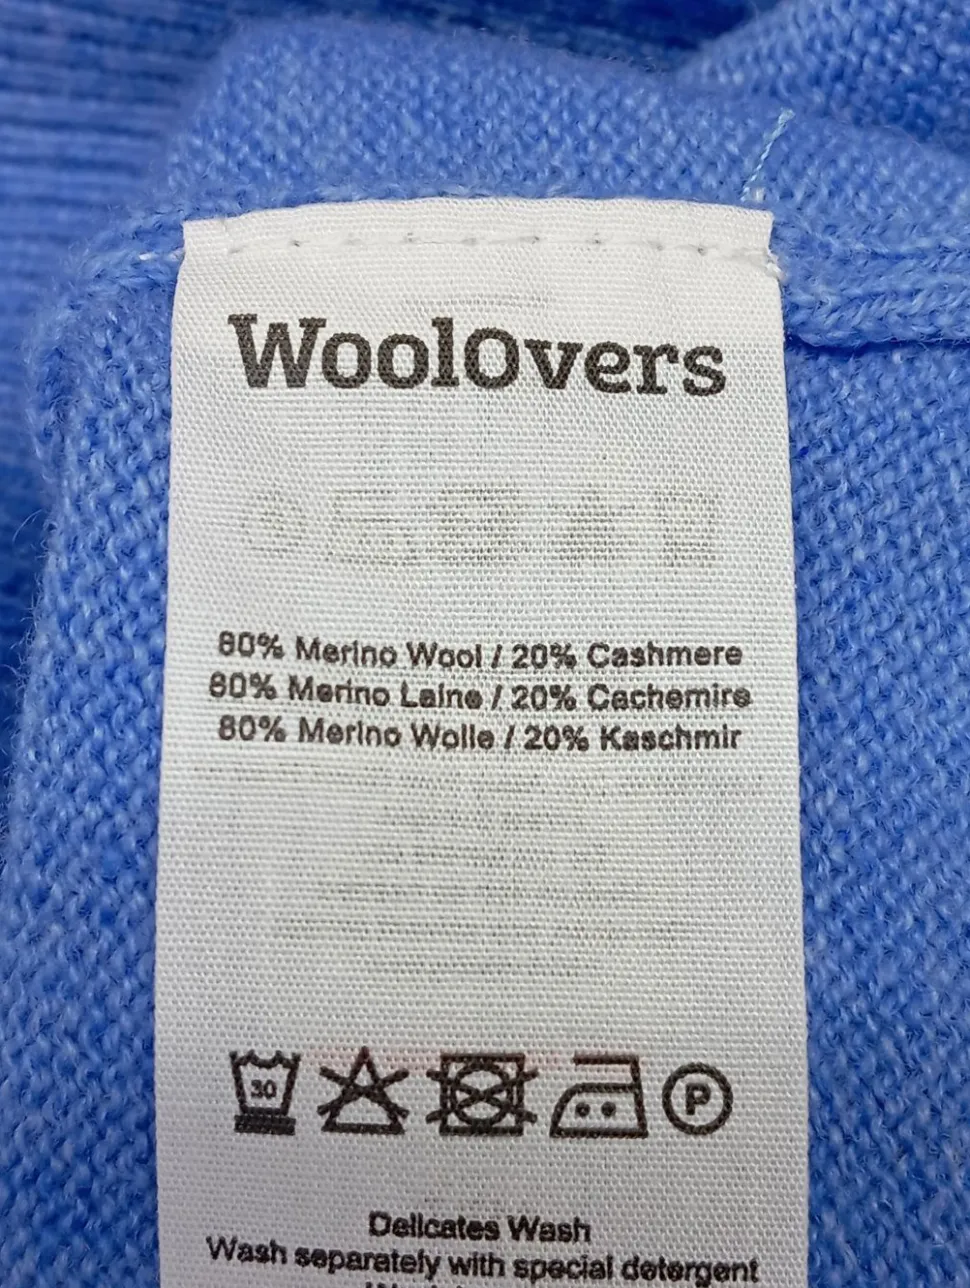 WoolOvers
80% Merino Wool / 20% Cashmere
80% Merino Laine / 20% Cachemire
80% Merino Wolle / 20% Kaschmir
30
P
Delicates Wash
Wash separately with special detergent